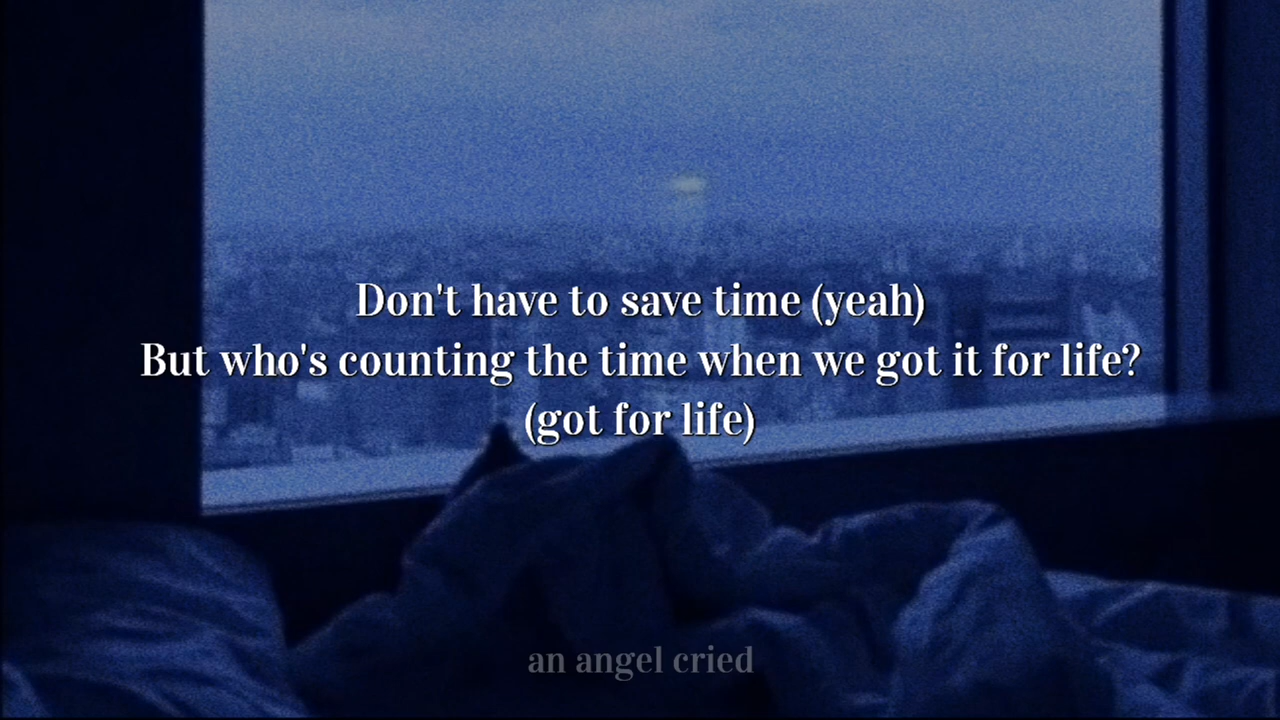 Don't have to save time (yeah)
But who's counting the time when we got it for life?
(got for life)
an angel cried